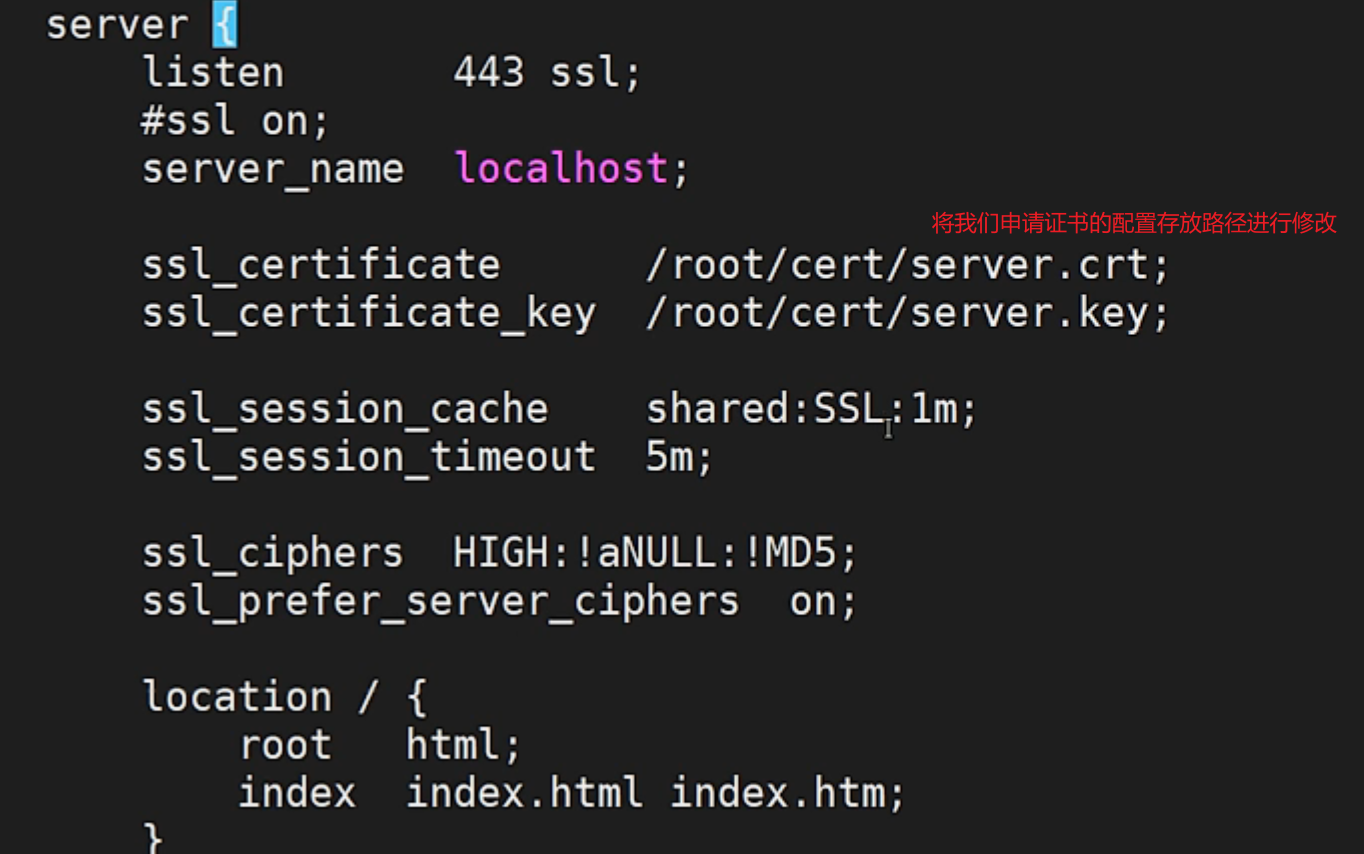 server {
listen 443 ssl;
#ssl on;
server_name localhost;
将我们申请证书的配置存放路径进行修改
ssl_certificate /root/cert/server.crt;
ssl_certificate_key /root/cert/server.key;
ssl_session_cache shared:SSL:1m;
ssl_session_timeout 5m;
ssl_ciphers HIGH:!aNULL:!MD5;
ssl_prefer_server_ciphers on;
location / {
root html;
index index.html index.htm;
}